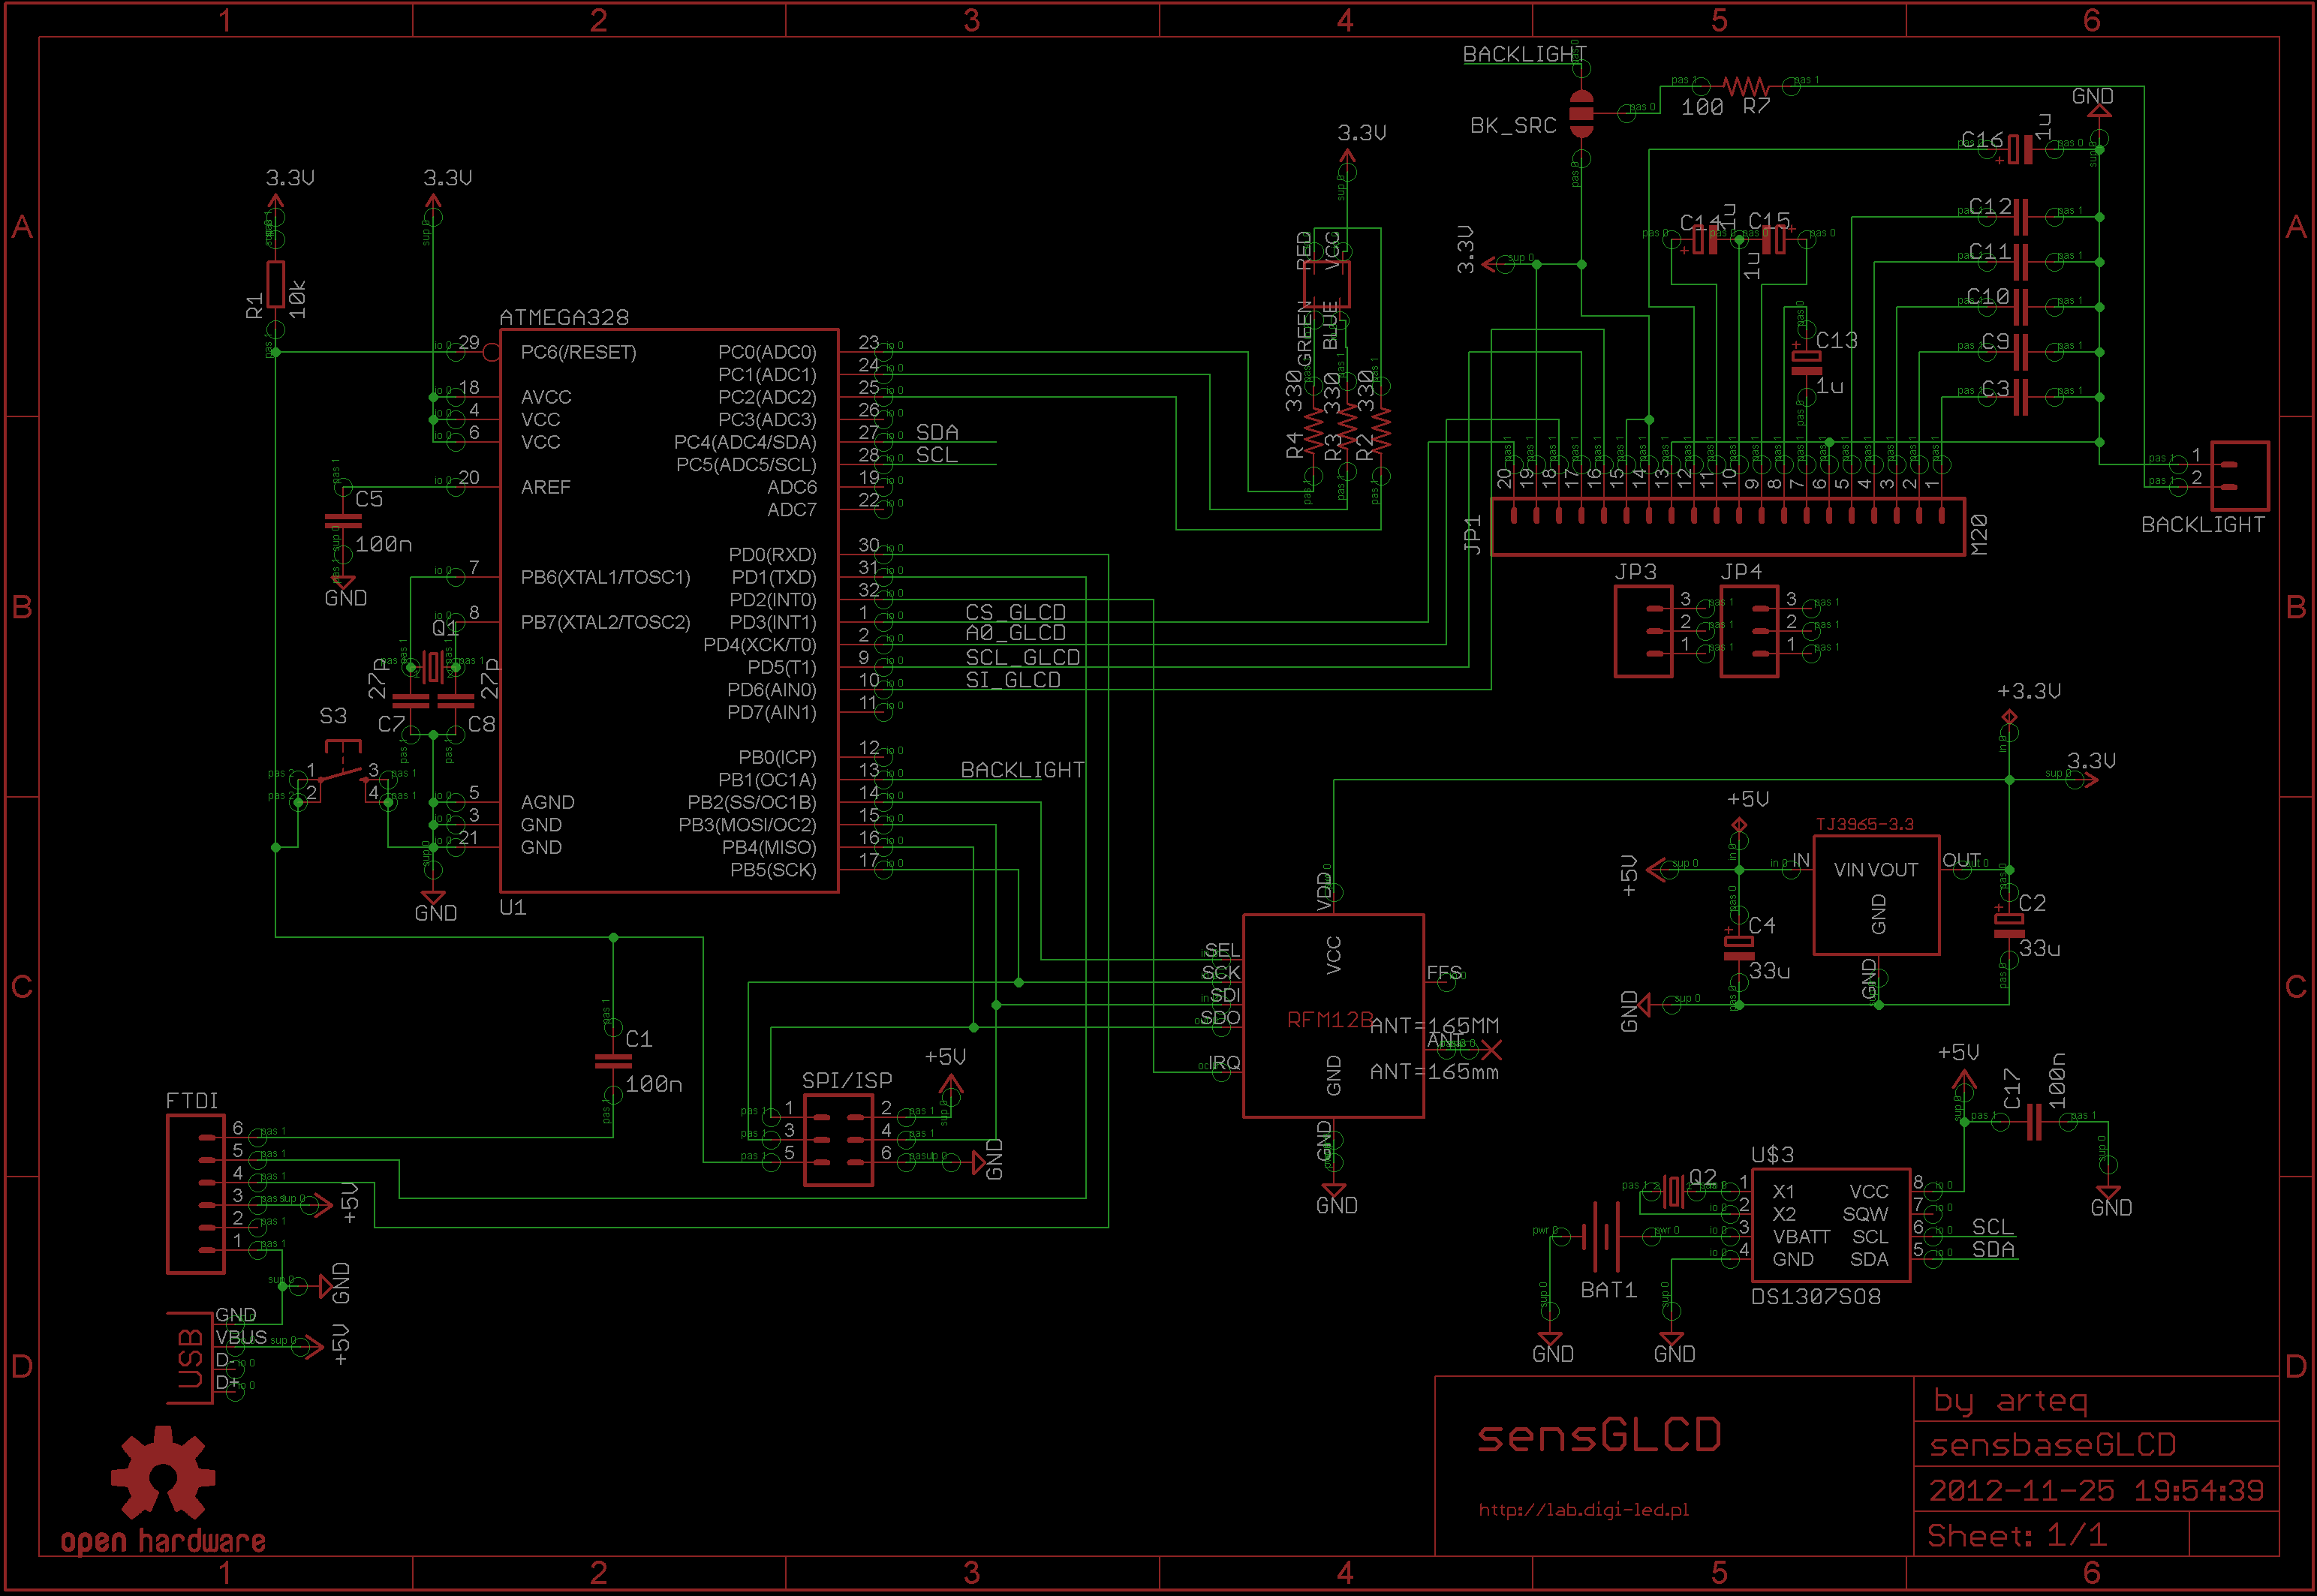 1 2 3 4 5 6
A
B
C
D
A
B
C
D
1 2 3 4 5 6
3.3V
R1
10k
3.3V
ATMEGA328
29 PC6(/RESET)
18 AVCC
4 VCC
6 VCC
20 AREF
7 PB6(XTAL1/TOSC1)
8 PB7(XTAL2/TOSC2)
5 AGND
3 GND
21 GND
PC0(ADC0) 23
PC1(ADC1) 24
PC2(ADC2) 25
PC3(ADC3) 26
PC4(ADC4/SDA) 27 SDA
PC5(ADC5/SCL) 28 SCL
ADC6 19
ADC7 22
PD0(RXD) 30
PD1(TXD) 31
PD2(INT0) 32
PD3(INT1) 1 CS_GLCD
PD4(XCK/T0) 2 A0_GLCD
PD5(T1) 9 SCL_GLCD
PD6(AIN0) 10 SI_GLCD
PD7(AIN1) 11
PB0(ICP) 12
PB1(OC1A) 13 BACKLIGHT
PB2(SS/OC1B) 14
PB3(MOSI/OC2) 15
PB4(MISO) 16
PB5(SCK) 17
U1
C5
100n
GND
Q1
27P
27P
C7
C8
S3
1 3
2 4
GND
C1
100n
FTDI
6
5
4
3
2
1
+5V
GND
USB
GND
VBUS
D-
D+
+5V
open hardware
SPI/ISP
1 2
3 4
5 6
+5V
GND
3.3V
RED
VCC
GREEN
BLUE
330
330
330
R4
R3
R2
BACKLIGHT
BK_SRC
100 R7
3.3V
GND
C16
1u
C14
1u
C15
1u
C13
1u
C12
C11
C10
C9
C3
20 19 18 17 16 15 14 13 12 11 10 9 8 7 6 5 4 3 2 1
JP1
M20
1
2
BACKLIGHT
JP3
3
2
1
JP4
3
2
1
+3.3V
3.3V
+5V
TJ3965-3.3
+5V
IN
VIN VOUT
OUT
GND
GND
C4
33u
C2
33u
GND
VDD
VCC
SEL
SCK
SDI
SDO
IRQ
RFM12B
FFS
ANT=165MM
ANT
ANT=165mm
GND
GND
GND
+5V
C17
100n
GND
U$3
Q2
1 X1
2 X2
3 VBATT
4 GND
VCC 8
SQW 7
SCL 6 SCL
SDA 5 SDA
DS1307SO8
BAT1
GND
GND
sensGLCD
http://lab.digi-led.pl
by arteq
sensbaseGLCD
2012-11-25 19:54:39
Sheet: 1/1